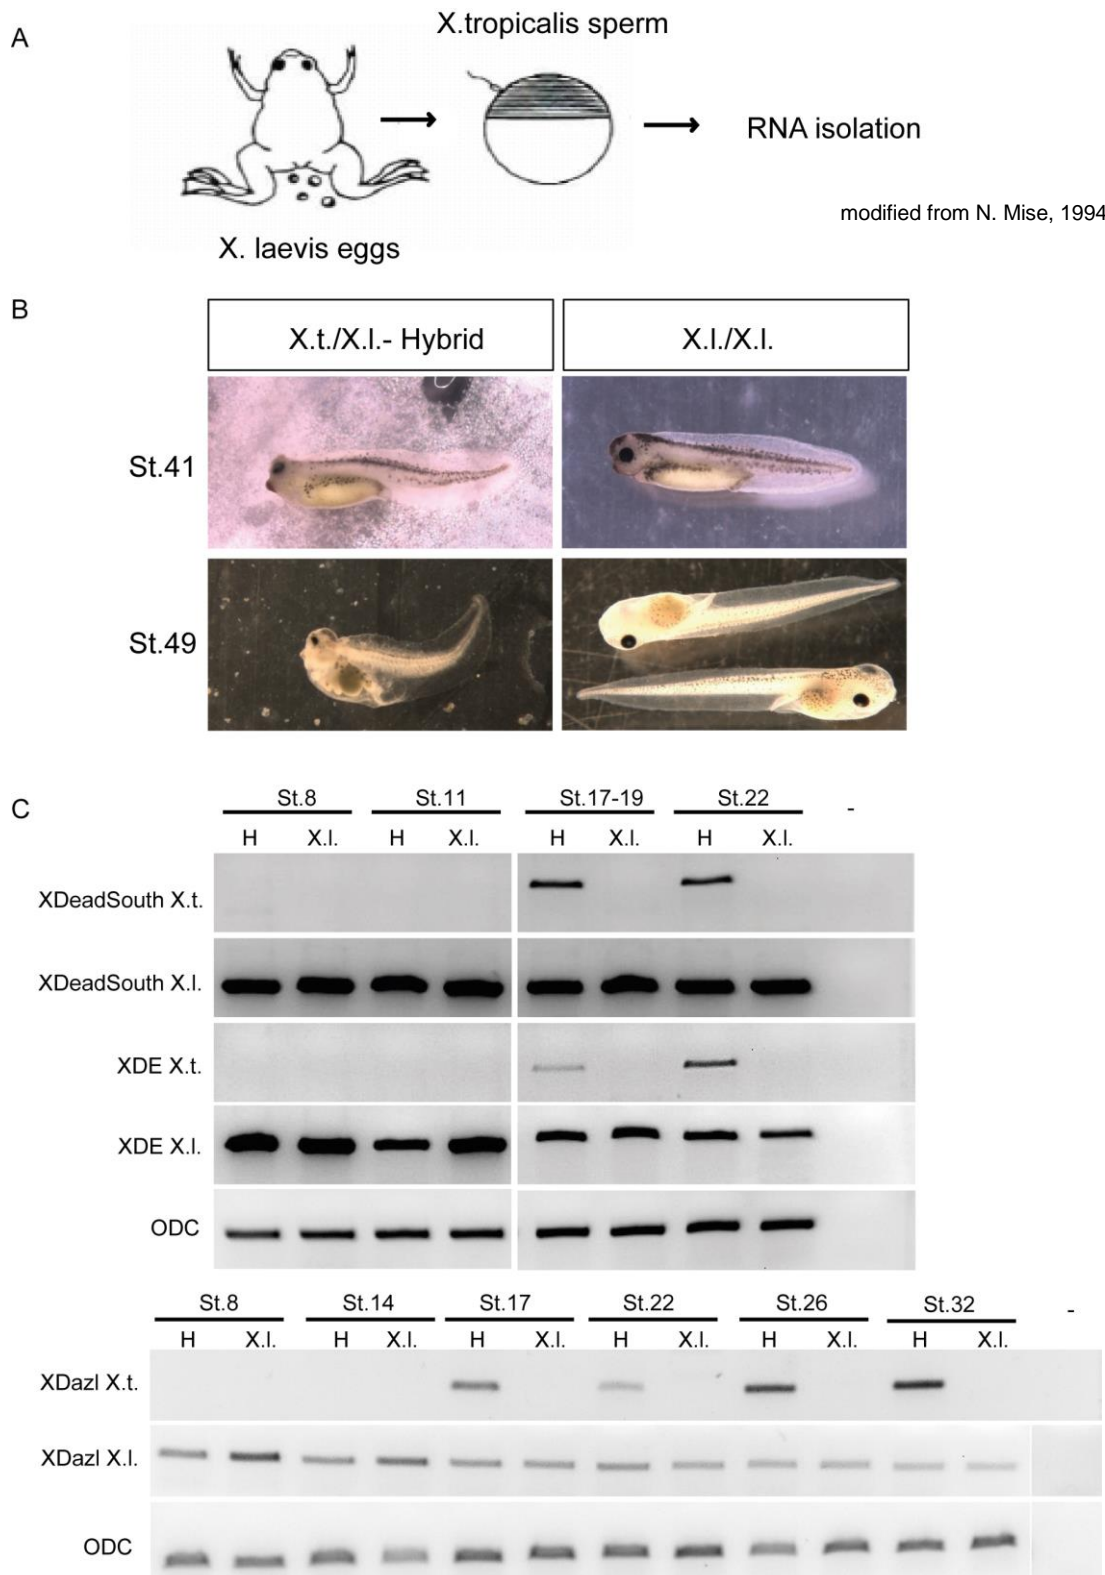 A
X.tropicalis sperm
RNA isolation
modified from N. Mise, 1994
X. laevis eggs
B
X.t./X.l.- Hybrid X.l./X.l.
St.41
St.49
C
St.8 St.11 St.17-19 St.22 -
H X.l. H X.l. H X.l. H X.l.
XDeadSouth X.t.
XDeadSouth X.l.
XDE X.t.
XDE X.l.
ODC
St.8 St.14 St.17 St.22 St.26 St.32 -
H X.l. H X.l. H X.l. H X.l. H X.l. H X.l.
XDazl X.t.
XDazl X.l.
ODC